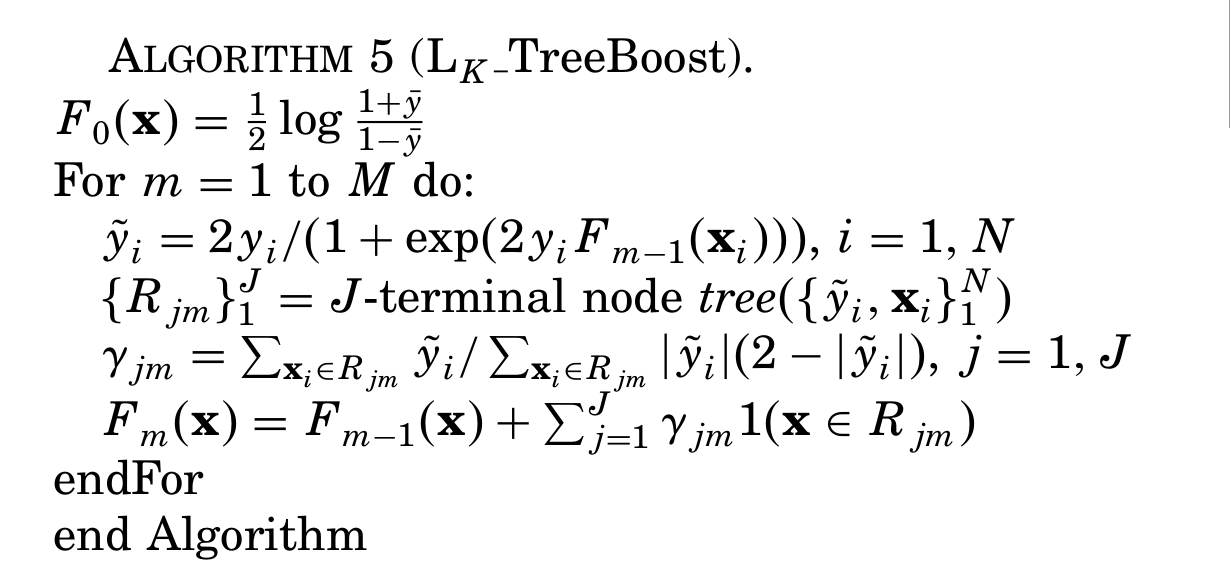 ALGORITHM 5 (L_K_TreeBoost).
F_0(𝐱) = ½ log (1+ȳ)/(1−ȳ)
For m = 1 to M do:
ỹ_i = 2y_i/(1 + exp(2y_i F_{m−1}(𝐱_i))), i = 1, N
{R_{jm}}_1^J = J-terminal node tree({ỹ_i, 𝐱_i}_1^N)
γ_{jm} = ∑_{𝐱_i∈R_{jm}} ỹ_i/ ∑_{𝐱_i∈R_{jm}} |ỹ_i|(2 − |ỹ_i|), j = 1, J
F_m(𝐱) = F_{m−1}(𝐱) + ∑_{j=1}^J γ_{jm}1(𝐱 ∈ R_{jm})
endFor
end Algorithm